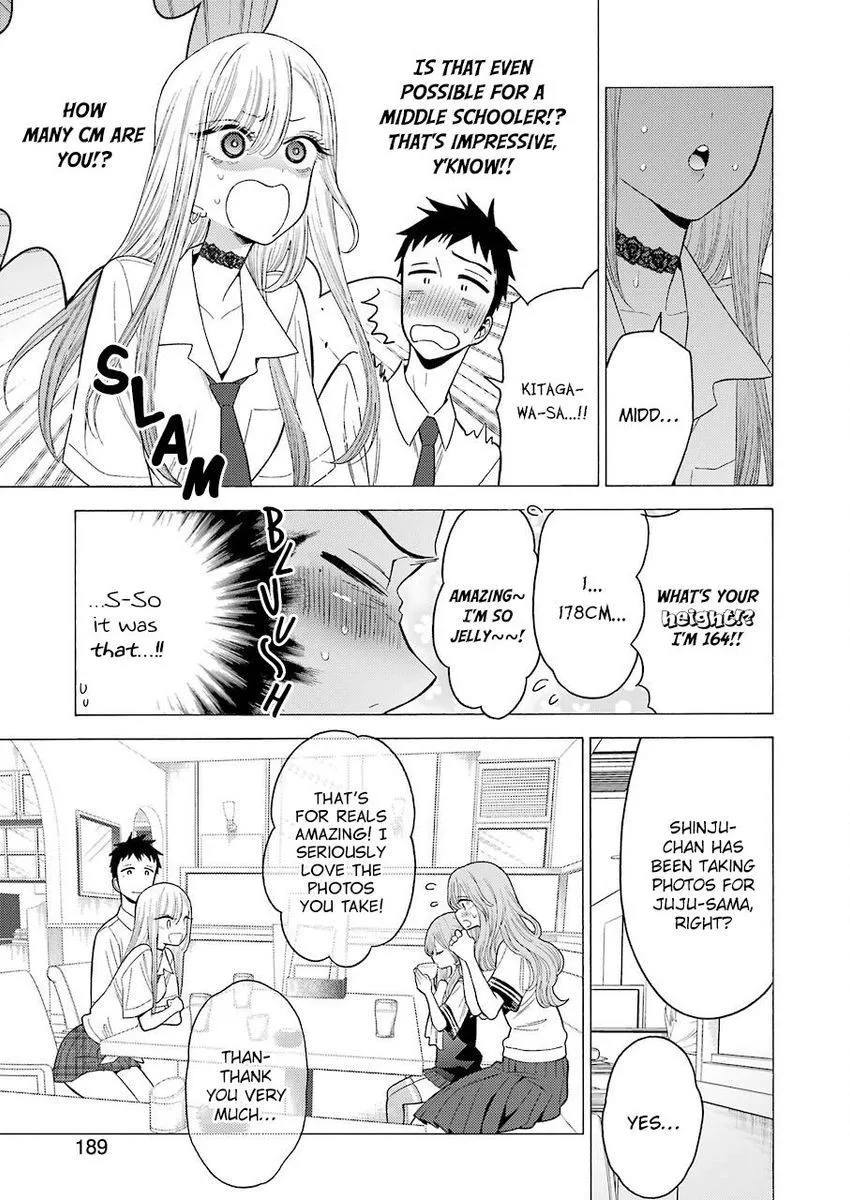 MIDD...
IS THAT EVEN
POSSIBLE FOR A
MIDDLE SCHOOLER!?
THAT'S IMPRESSIVE,
Y'KNOW!!
HOW
MANY CM ARE
YOU!?
KITAGA-
WA-SA...!!
SLAM
WHAT'S YOUR
height!?
I'M 164!!
I...
178CM...
AMAZING~
I'M SO
JELLY~~!
BLUUSH
...S-So
it was
that...!!
SHINJU-
CHAN HAS
BEEN TAKING
PHOTOS FOR
JUJU-SAMA,
RIGHT?
YES...
THAT'S
FOR REALS
AMAZING! I
SERIOUSLY
LOVE THE
PHOTOS
YOU TAKE!
THAN-
THANK
YOU VERY
MUCH...
189